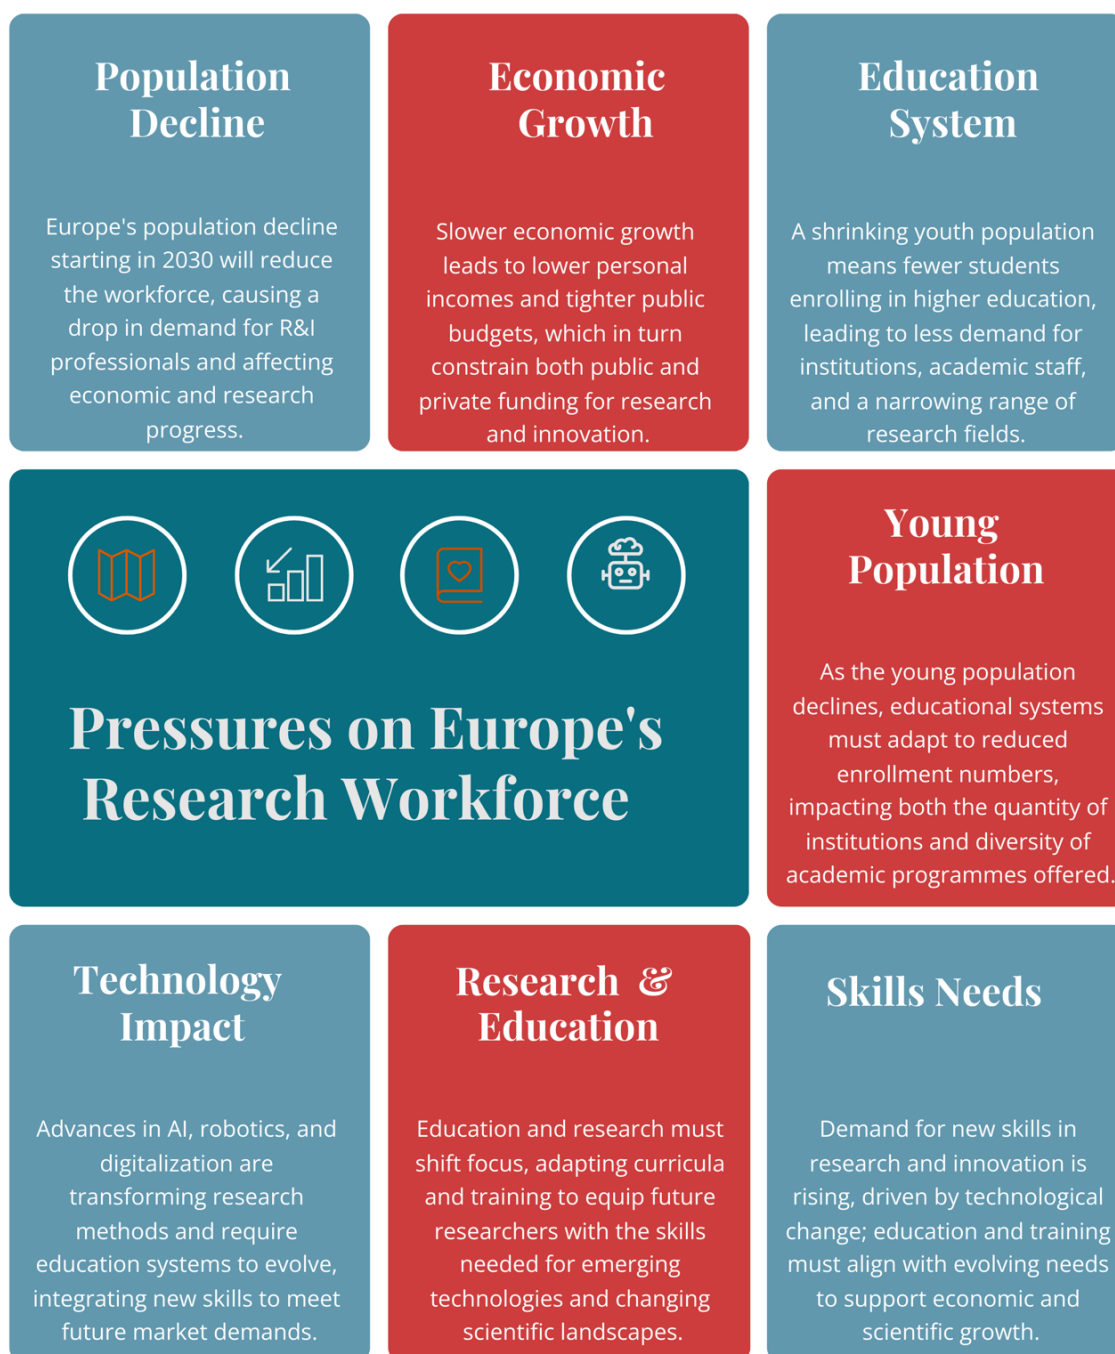 Population
Decline
Europe's population decline
starting in 2030 will reduce
the workforce, causing a
drop in demand for R&I
professionals and affecting
economic and research
progress.
Economic
Growth
Slower economic growth
leads to lower personal
incomes and tighter public
budgets, which in turn
constrain both public and
private funding for research
and innovation.
Education
System
A shrinking youth population
means fewer students
enrolling in higher education,
leading to less demand for
institutions, academic staff,
and a narrowing range of
research fields.
Pressures on Europe's
Research Workforce
Young
Population
As the young population
declines, educational systems
must adapt to reduced
enrollment numbers,
impacting both the quantity of
institutions and diversity of
academic programmes offered.
Technology
Impact
Advances in AI, robotics, and
digitalization are
transforming research
methods and require
education systems to evolve,
integrating new skills to meet
future market demands.
Research &
Education
Education and research must
shift focus, adapting curricula
and training to equip future
researchers with the skills
needed for emerging
technologies and changing
scientific landscapes.
Skills Needs
Demand for new skills in
research and innovation is
rising, driven by technological
change; education and training
must align with evolving needs
to support economic and
scientific growth.